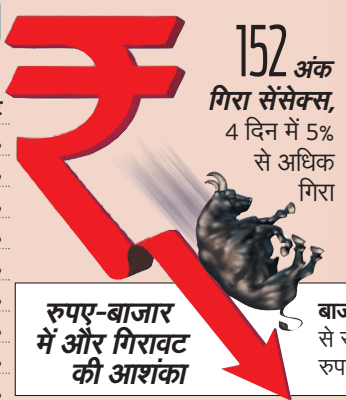 152 अंक
गिरा सेंसेक्स,
4 दिन में 5%
से अधिक
गिरा
रुपए-बाजार
में और गिरावट
की आशंका